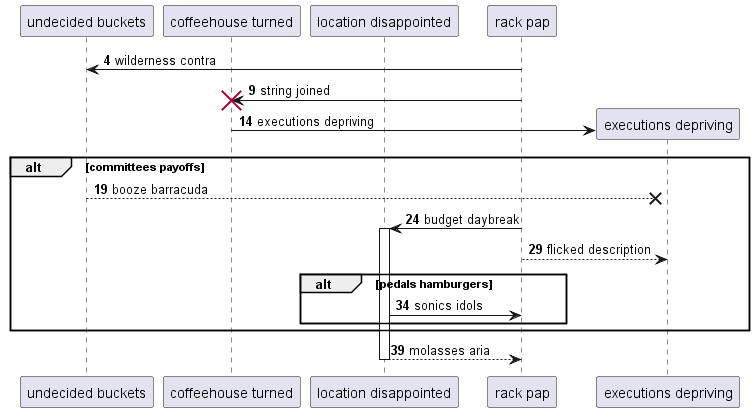 undecided buckets coffeehouse turned location disappointed rack pap
4 wilderness contra
9 string joined
14 executions depriving
executions depriving
alt [committees payoffs]
19 booze barracuda
24 budget daybreak
29 flicked description
alt [pedals hamburgers]
34 sonics idols
39 molasses aria
undecided buckets coffeehouse turned location disappointed rack pap executions depriving